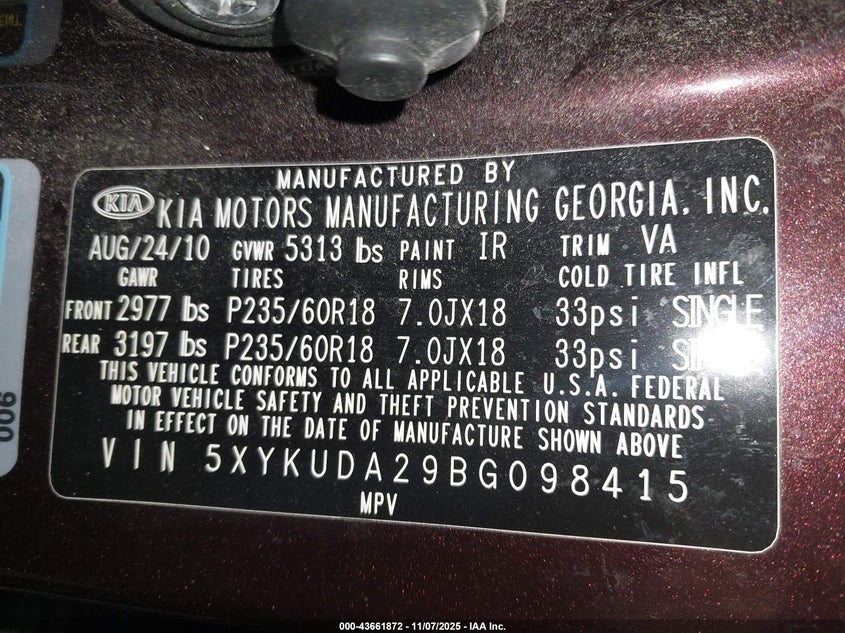 MANUFACTURED BY
KIA KIA MOTORS MANUFACTURING GEORGIA, INC.
AUG/24/10 GVWR 5313 lbs PAINT IR TRIM VA
GAWR TIRES RIMS COLD TIRE INFL
FRONT 2977 lbs P235/60R18 7.0JX18 33psi SINGLE
REAR 3197 lbs P235/60R18 7.0JX18 33psi SINGLE
THIS VEHICLE CONFORMS TO ALL APPLICABLE U.S.A. FEDERAL
MOTOR VEHICLE SAFETY AND THEFT PREVENTION STANDARDS
IN EFFECT ON THE DATE OF MANUFACTURE SHOWN ABOVE
VIN 5XYKUDA29BG098415
MPV
006
000-43661872 - 11/07/2025 - IAA Inc.